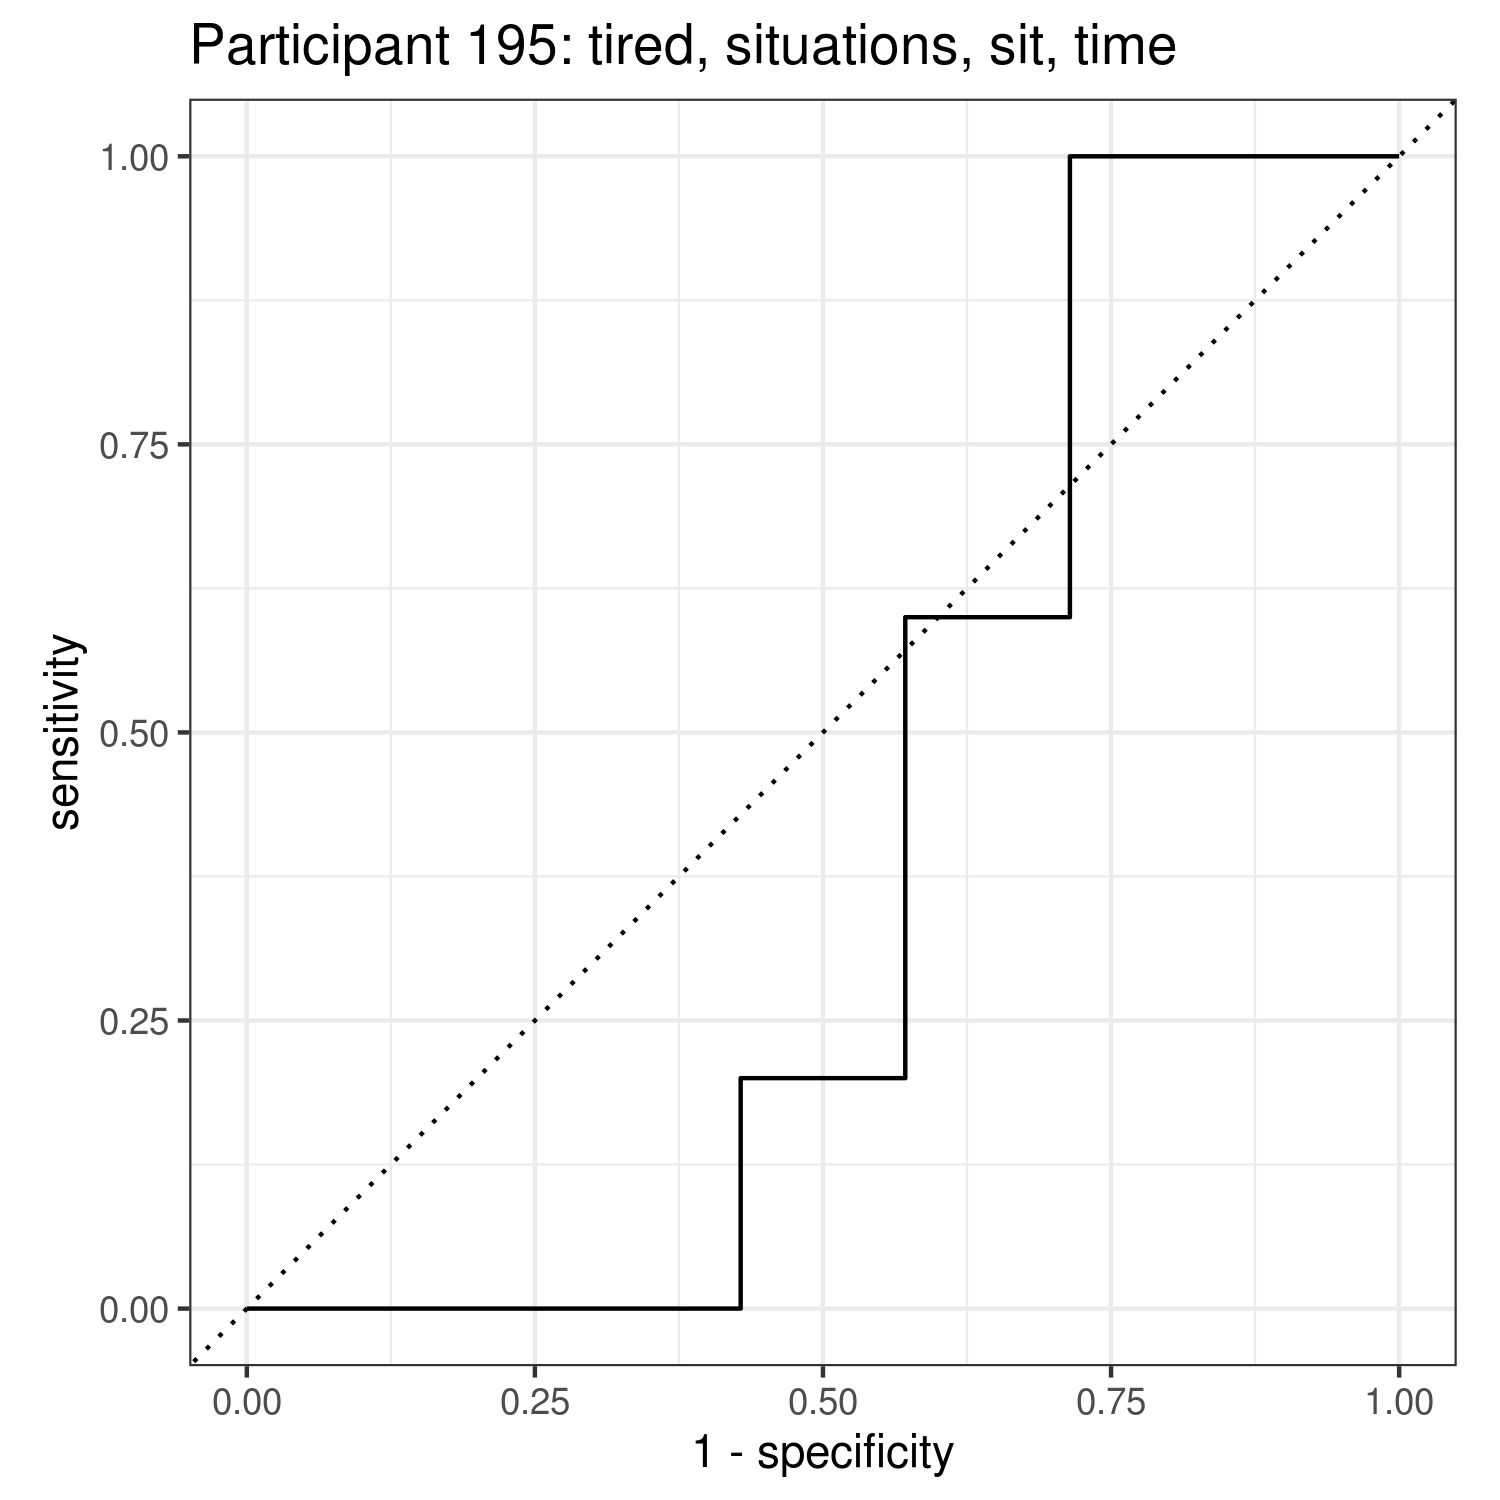 Participant 195: tired, situations, sit, time
1.00
0.75
0.50
0.25
0.00
sensitivity
0.00 0.25 0.50 0.75 1.00
1 - specificity